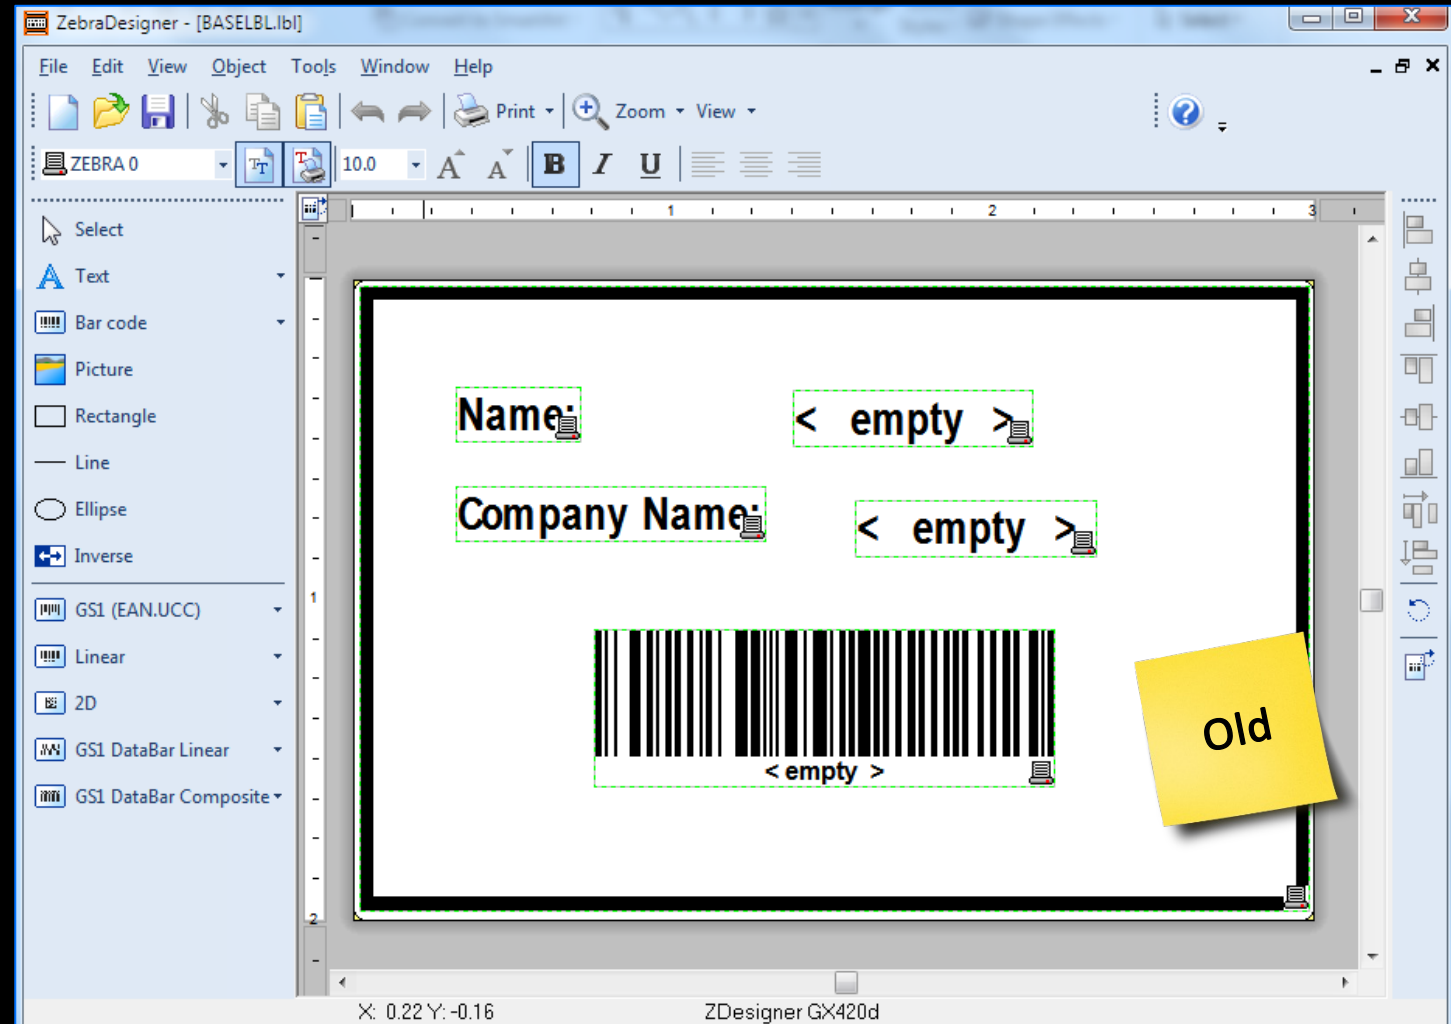 ZebraDesigner - [BASELBL.lbl]
File Edit View Object Tools Window Help
Print Zoom View
ZEBRA 0 10.0 B I U
Select
Text
Bar code
Picture
Rectangle
Line
Ellipse
Inverse
GS1 (EAN.UCC)
Linear
2D
GS1 DataBar Linear
GS1 DataBar Composite
1 2 3
1
2
Name: < empty >
Company Name: < empty >
< empty >
Old
X: 0.22 Y: -0.16 ZDesigner GX420d